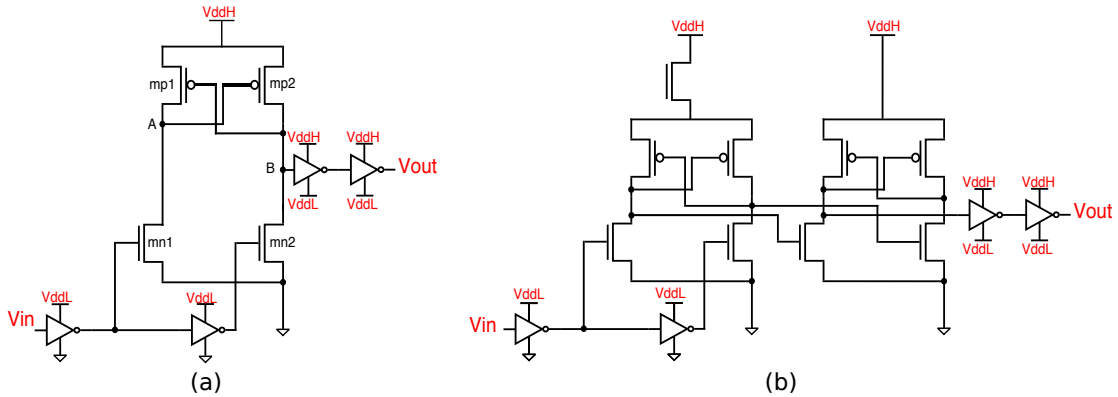 VddH
mp1
mp2
A
VddH
VddH
B
Vout
VddL
VddL
mn1
mn2
VddL
VddL
Vin
(a)
VddH
VddH
VddH
VddH
Vout
VddL
VddL
VddL
VddL
Vin
(b)